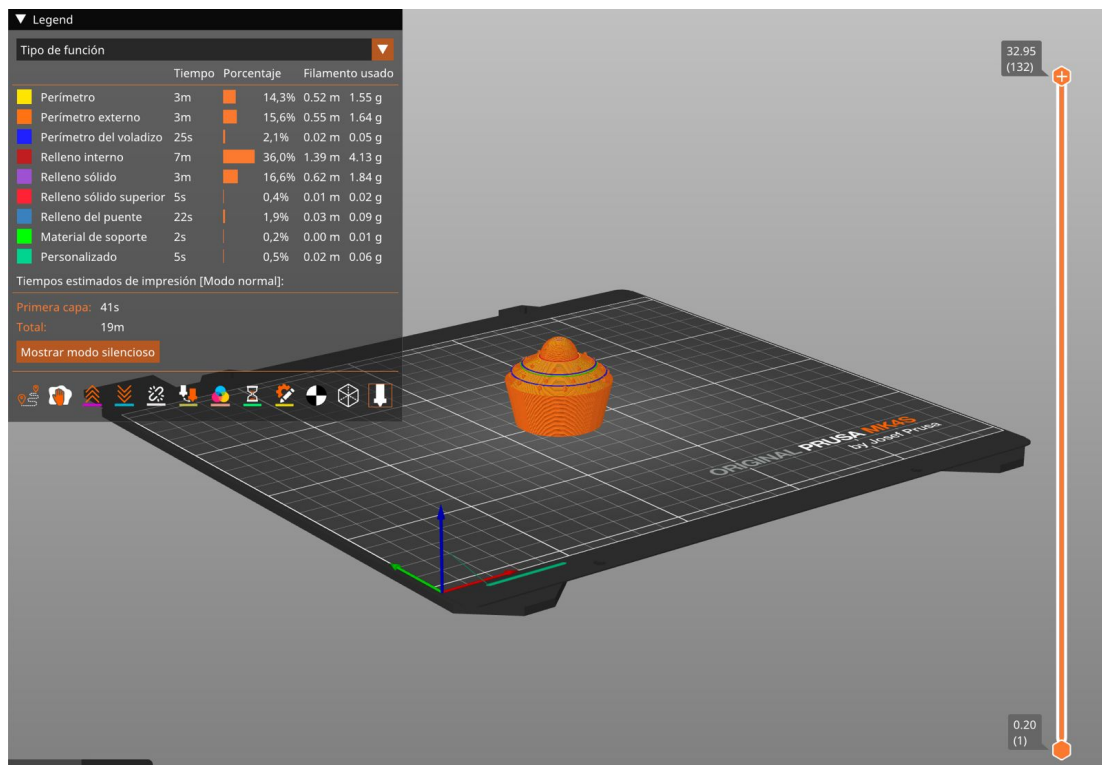 Legend
Tipo de función
Tiempo Porcentaje Filamento usado
Perímetro 3m 14,3% 0.52 m 1.55 g
Perímetro externo 3m 15,6% 0.55 m 1.64 g
Perímetro del voladizo 25s 2,1% 0.02 m 0.05 g
Relleno interno 7m 36,0% 1.39 m 4.13 g
Relleno sólido 3m 16,6% 0.62 m 1.84 g
Relleno sólido superior 5s 0,4% 0.01 m 0.02 g
Relleno del puente 22s 1,9% 0.03 m 0.09 g
Material de soporte 2s 0,2% 0.00 m 0.01 g
Personalizado 5s 0,5% 0.02 m 0.06 g
Tiempos estimados de impresión [Modo normal]:
Primera capa: 41s
Total: 19m
Mostrar modo silencioso
32.95
(132)
ORIGINAL PRUSA MK4S
by Josef Prusa
0.20
(1)